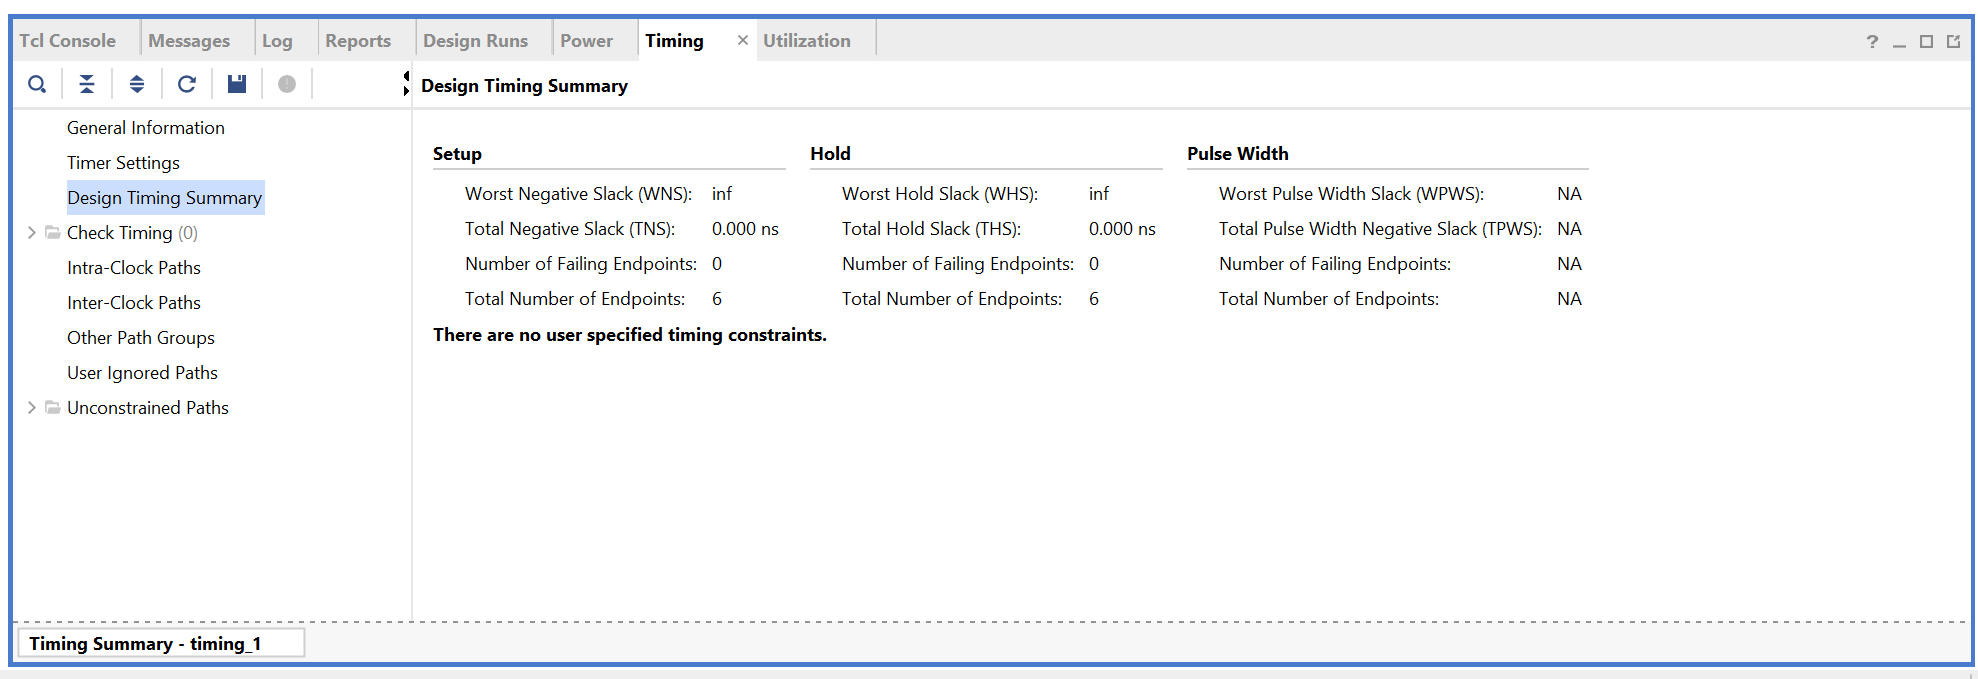 Tcl Console Messages Log Reports Design Runs Power Timing × Utilization ?
Design Timing Summary
General Information
Timer Settings
Design Timing Summary
Check Timing (0)
Intra-Clock Paths
Inter-Clock Paths
Other Path Groups
User Ignored Paths
Unconstrained Paths
Setup Hold Pulse Width
Worst Negative Slack (WNS): inf Worst Hold Slack (WHS): inf Worst Pulse Width Slack (WPWS): NA
Total Negative Slack (TNS): 0.000 ns Total Hold Slack (THS): 0.000 ns Total Pulse Width Negative Slack (TPWS): NA
Number of Failing Endpoints: 0 Number of Failing Endpoints: 0 Number of Failing Endpoints: NA
Total Number of Endpoints: 6 Total Number of Endpoints: 6 Total Number of Endpoints: NA
There are no user specified timing constraints.
Timing Summary - timing_1